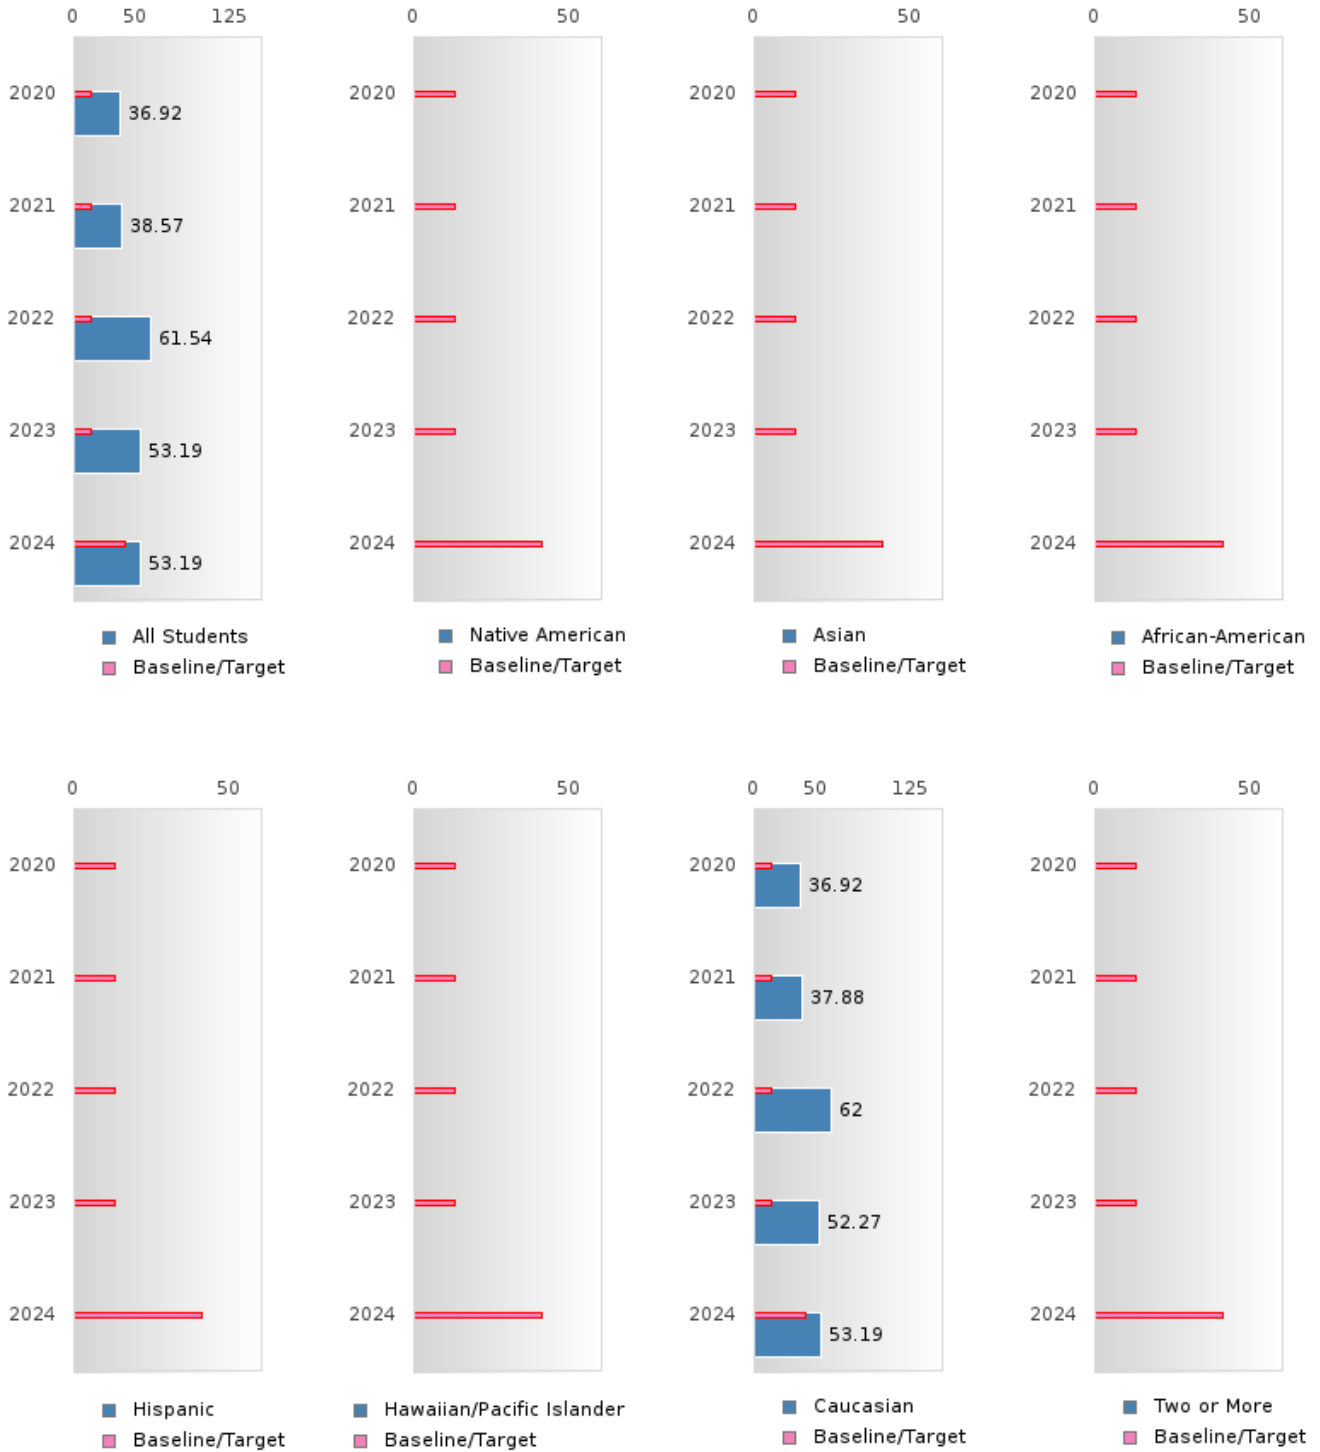 0 50 125
2020 36.92
2021 38.57
2022 61.54
2023 53.19
2024 53.19
All Students
Baseline/Target
0 50
2020
2021
2022
2023
2024
Native American
Baseline/Target
0 50
2020
2021
2022
2023
2024
Asian
Baseline/Target
0 50
2020
2021
2022
2023
2024
African-American
Baseline/Target
0 50
2020
2021
2022
2023
2024
Hispanic
Baseline/Target
0 50
2020
2021
2022
2023
2024
Hawaiian/Pacific Islander
Baseline/Target
0 50 125
2020 36.92
2021 37.88
2022 62
2023 52.27
2024 53.19
Caucasian
Baseline/Target
0 50
2020
2021
2022
2023
2024
Two or More
Baseline/Target